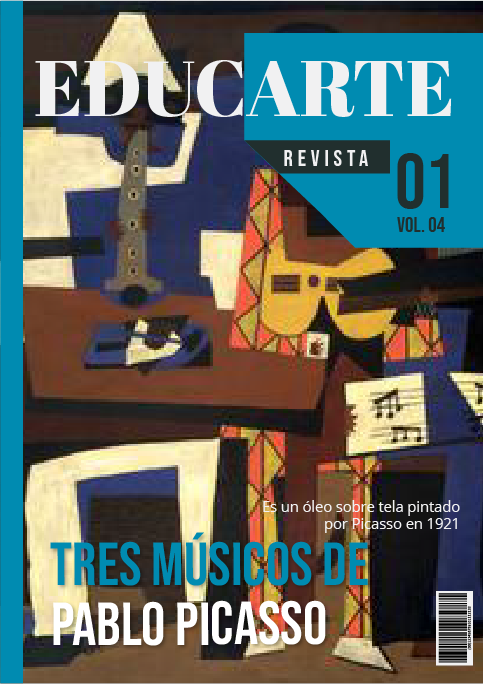 EDUCARTE
REVISTA
01
VOL. 04
Es un óleo sobre tela pintado
por Picasso en 1921
TRES MÚSICOS DE
PABLO PICASSO